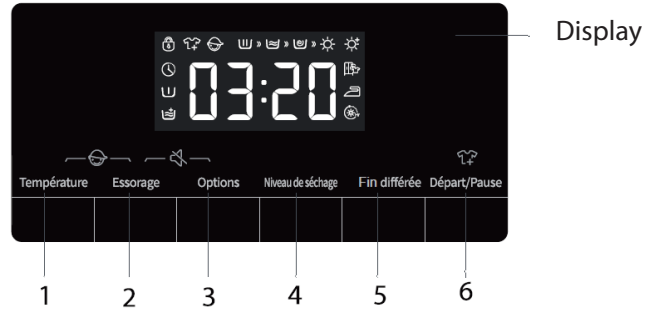 Display
03:20
Température Essorage Options Niveau de séchage Fin différée Départ/Pause
1 2 3 4 5 6